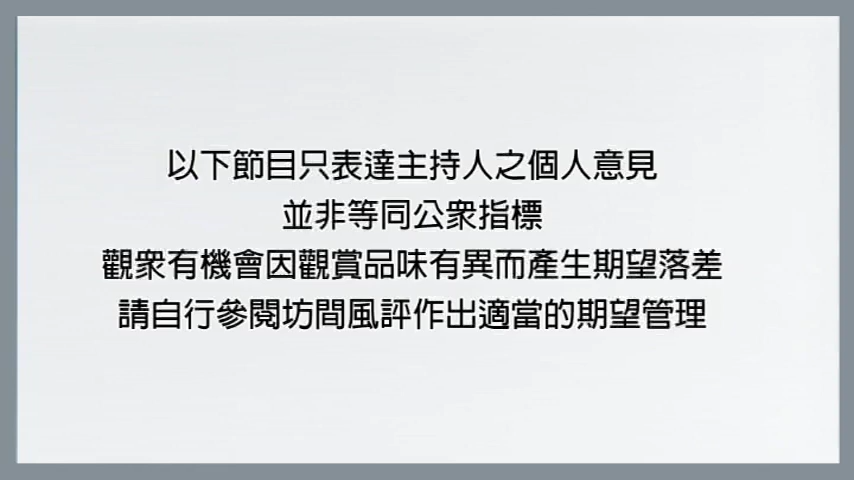 以下節目只表達主持人之個人意見
並非等同公眾指標
觀眾有機會因觀賞品味有異而產生期望落差
請自行參閱坊間風評作出適當的期望管理